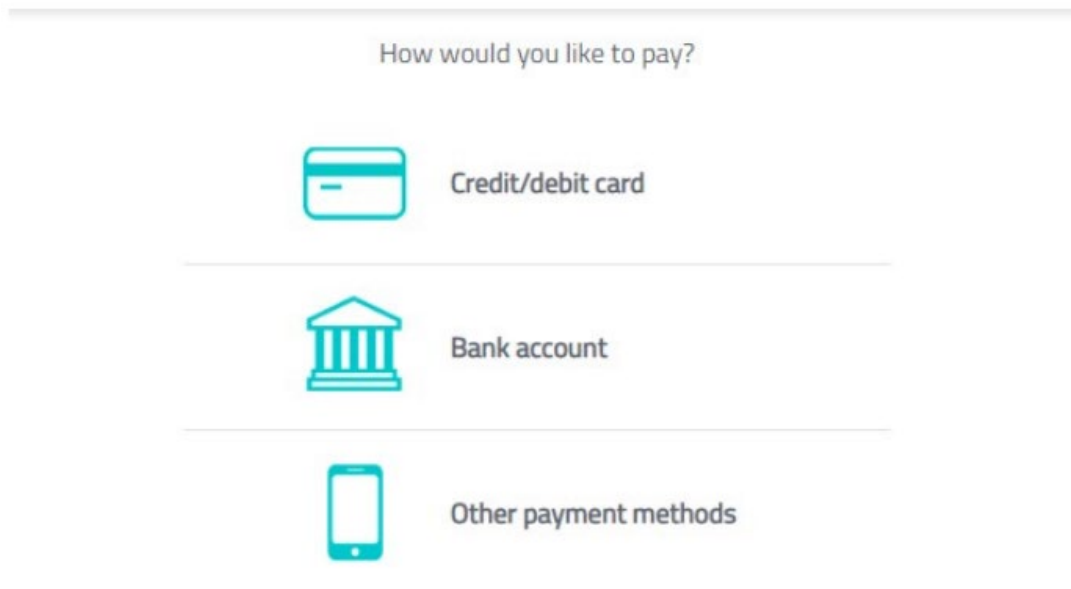 How would you like to pay?
Credit/debit card
Bank account
Other payment methods